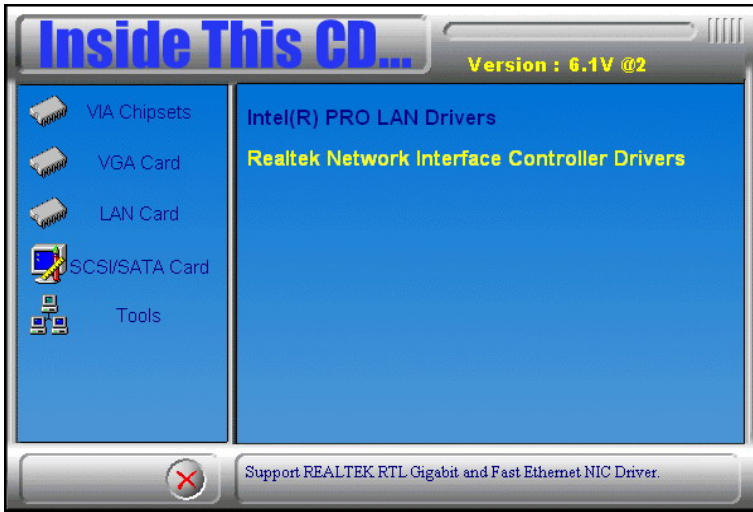 Inside This CD...
Version : 6.1V @2
VIA Chipsets
VGA Card
LAN Card
SCSI/SATA Card
Tools
Intel(R) PRO LAN Drivers
Realtek Network Interface Controller Drivers
Support REALTEK RTL Gigabit and Fast Ethernet NIC Driver.